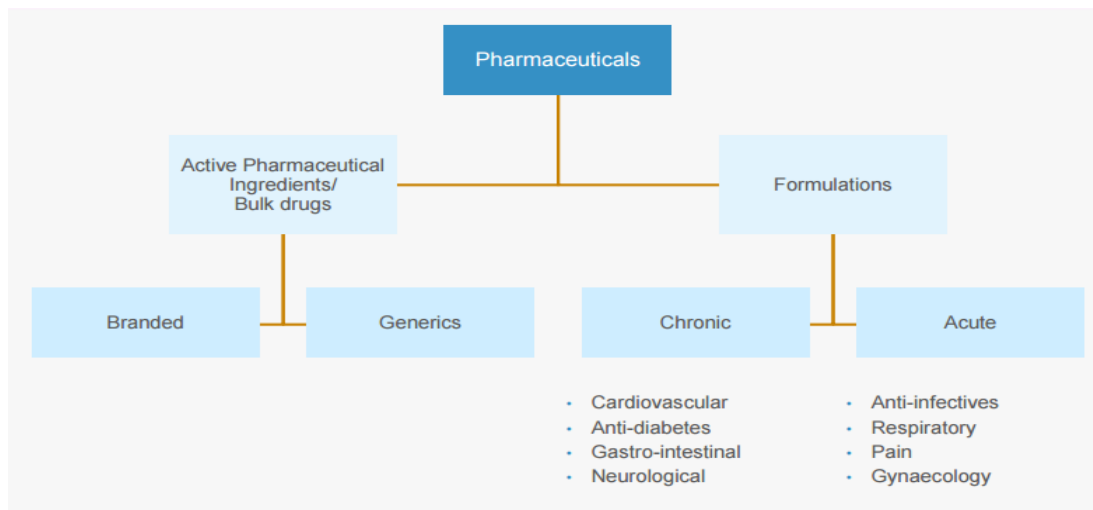 Pharmaceuticals
Active Pharmaceutical
Ingredients/
Bulk drugs
Formulations
Branded
Generics
Chronic
Acute
• Cardiovascular
• Anti-diabetes
• Gastro-intestinal
• Neurological
• Anti-infectives
• Respiratory
• Pain
• Gynaecology